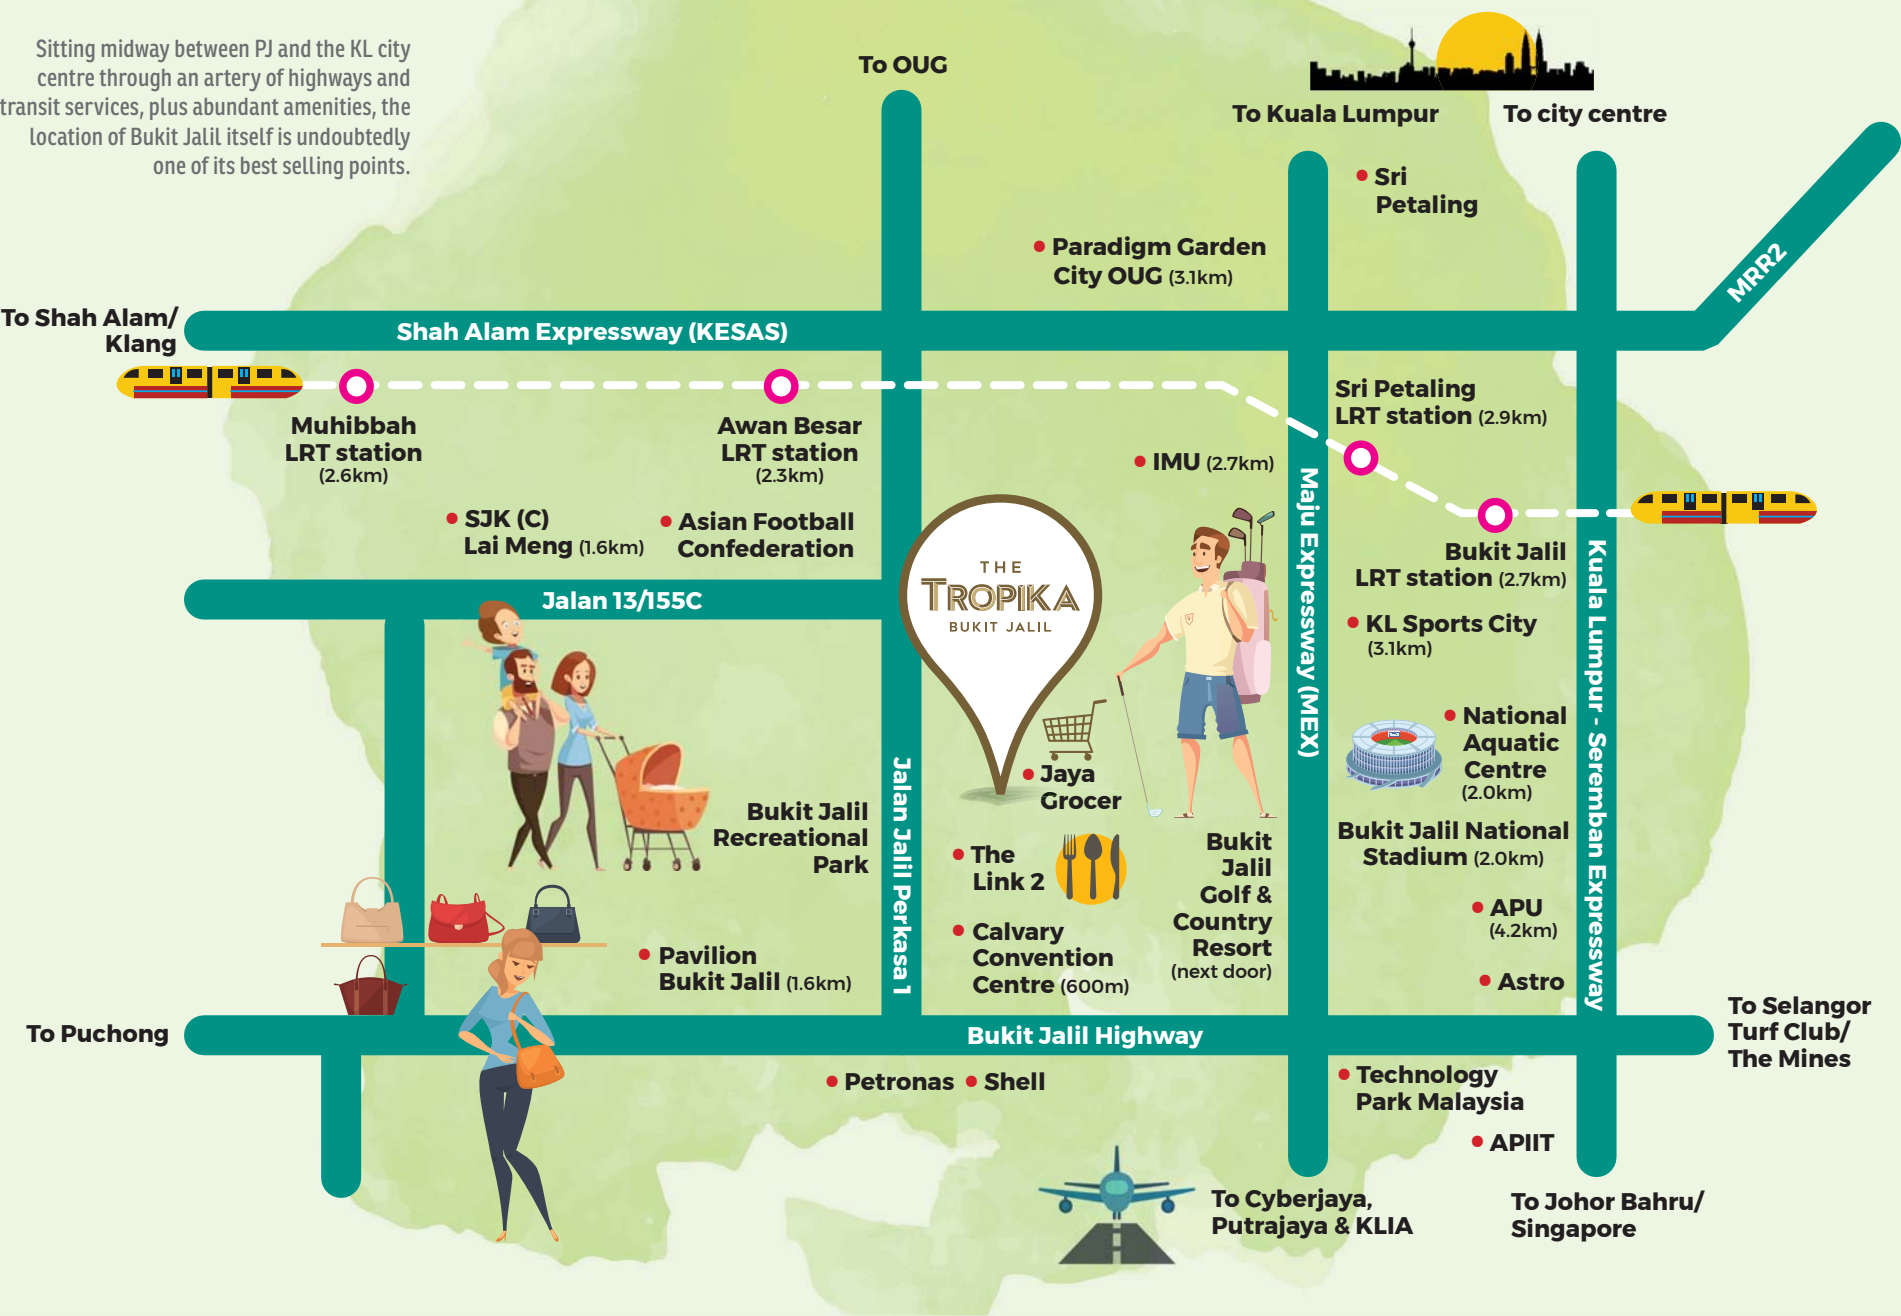 Sitting midway between PJ and the KL city
centre through an artery of highways and
transit services, plus abundant amenities, the
location of Bukit Jalil itself is undoubtedly
one of its best selling points.
To OUG
To Kuala Lumpur
To city centre
Sri
Petaling
Paradigm Garden
City OUG (3.1km)
MRR2
To Shah Alam/
Klang
Shah Alam Expressway (KESAS)
Muhibbah
LRT station
(2.6km)
Awan Besar
LRT station
(2.3km)
Sri Petaling
LRT station (2.9km)
IMU (2.7km)
SJK (C)
Lai Meng (1.6km)
Asian Football
Confederation
Bukit Jalil
LRT station (2.7km)
THE
TROPIKA
BUKIT JALIL
Jalan 13/155C
Maju Expressway (MEX)
Kuala Lumpur - Seremban Expressway
KL Sports City
(3.1km)
National
Aquatic
Centre
(2.0km)
Jaya
Grocer
Jalan Jalil Perkasa 1
Bukit Jalil
Recreational
Park
The
Link 2
Bukit
Jalil
Golf &
Country
Resort
(next door)
Bukit Jalil National
Stadium (2.0km)
APU
(4.2km)
Calvary
Convention
Centre (600m)
Pavilion
Bukit Jalil (1.6km)
Astro
To Puchong
Bukit Jalil Highway
To Selangor
Turf Club/
The Mines
Petronas
Shell
Technology
Park Malaysia
APIIT
To Cyberjaya,
Putrajaya & KLIA
To Johor Bahru/
Singapore